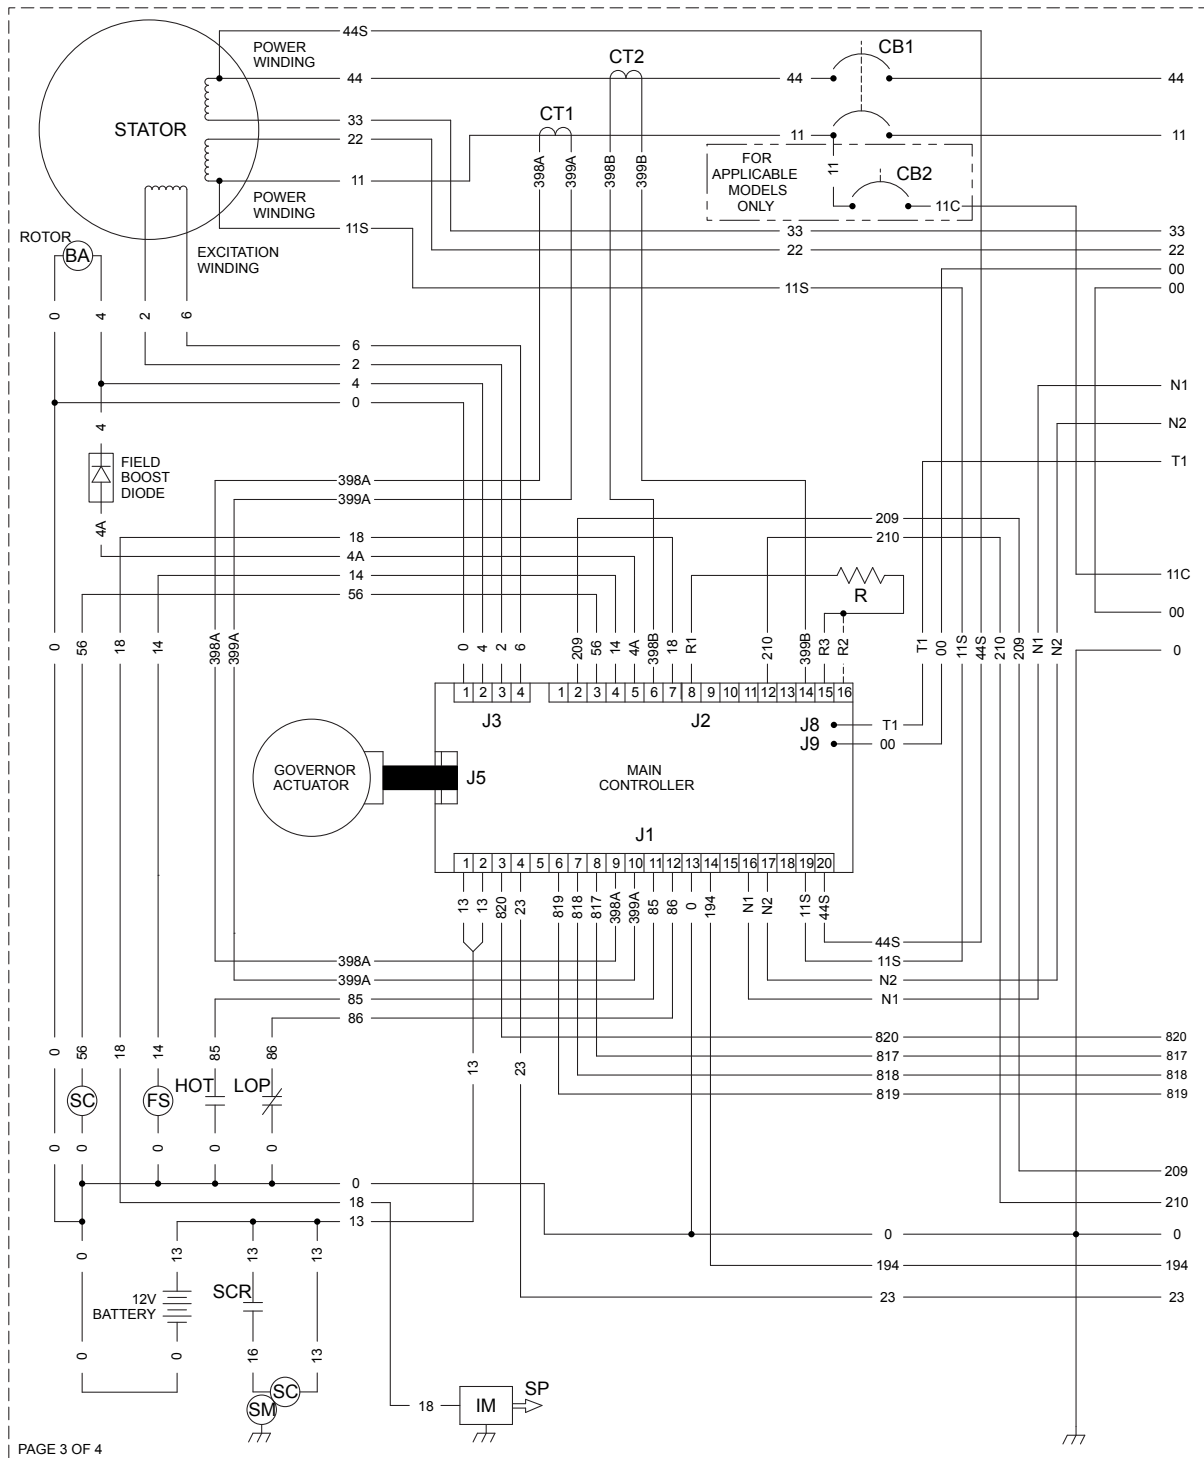 44S
POWER
WINDING
CT2
CB1
44
44
44
CT1
STATOR
33
22
11
11
398A
399A
398B
399B
FOR
APPLICABLE
MODELS
ONLY
11
CB2
11
POWER
WINDING
11C
11S
33
33
ROTOR
BA
EXCITATION
WINDING
22
22
00
11S
00
0
4
2
6
6
2
4
N1
0
N2
4
FIELD
BOOST
DIODE
T1
398A
399A
4A
209
18
210
4A
14
11C
56
R
00
0
56
18
14
398A
399A
0
4
2
6
209
56
14
4A
398B
18
R1
210
399B
R3
R2
T1
00
11S
44S
210
209
N1
N2
0
1 2 3 4
1 2 3 4 5 6 7 8 9 10 11 12 13 14 15 16
J3
J2
J8
T1
J9
00
GOVERNOR
ACTUATOR
J5
MAIN
CONTROLLER
J1
1 2 3 4 5 6 7 8 9 10 11 12 13 14 15 16 17 18 19 20
13
13
820
23
819
818
817
398A
399A
85
86
0
194
N1
N2
11S
44S
44S
398A
11S
399A
N2
85
N1
86
820
820
0
56
18
14
85
86
817
817
13
23
818
818
HOT
LOP
SC
FS
819
819
0
0
0
0
0
209
0
18
210
13
0
0
0
13
13
13
194
194
12V
BATTERY
SCR
23
23
0
0
16
13
SC
SM
18
IM
SP
PAGE 3 OF 4